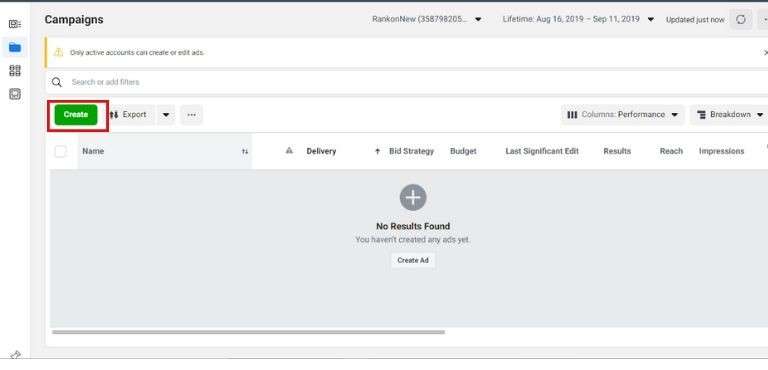 Campaigns
RankonNew (358798205...
Lifetime: Aug 16, 2019 – Sep 11, 2019
Updated just now
Only active accounts can create or edit ads.
Search or add filters
Create
Export
...
Columns: Performance
Breakdown
Name
Delivery
Bid Strategy
Budget
Last Significant Edit
Results
Reach
Impressions
No Results Found
You haven't created any ads yet.
Create Ad